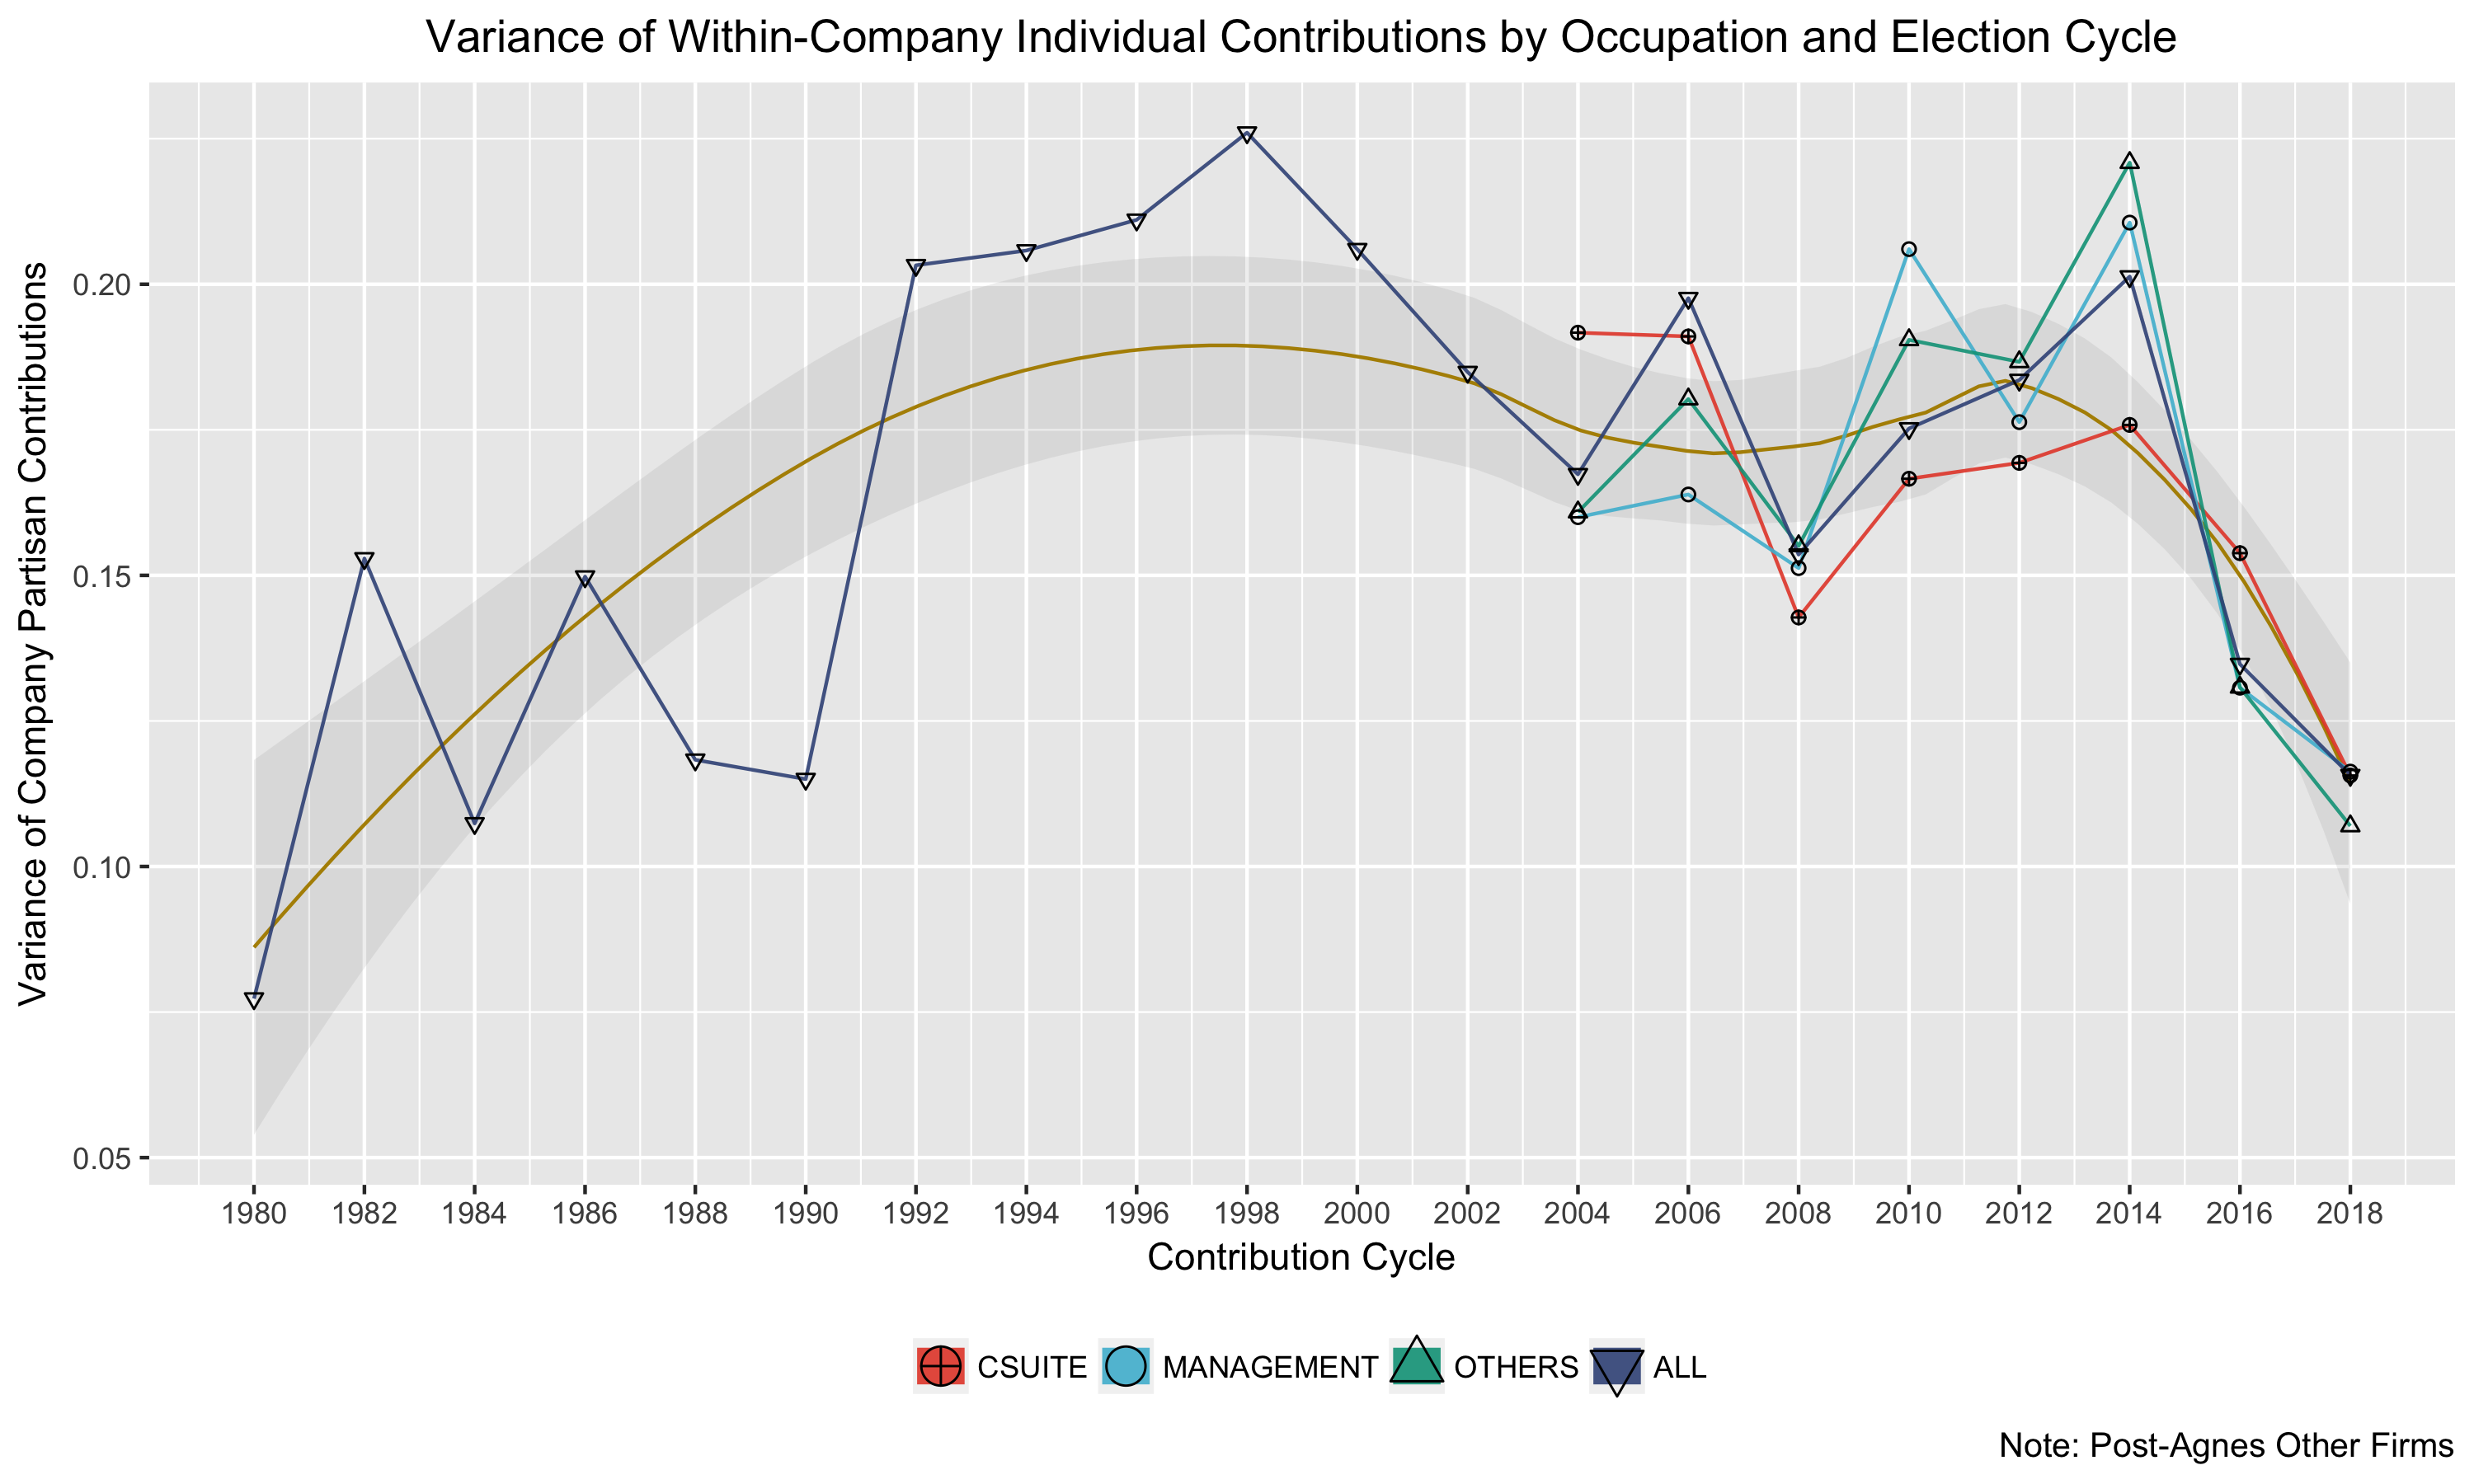 Variance of Within-Company Individual Contributions by Occupation and Election Cycle
Variance of Company Partisan Contributions
0.20
0.15
0.10
0.05
1980 1982 1984 1986 1988 1990 1992 1994 1996 1998 2000 2002 2004 2006 2008 2010 2012 2014 2016 2018
Contribution Cycle
CSUITE MANAGEMENT OTHERS ALL
Note: Post-Agnes Other Firms